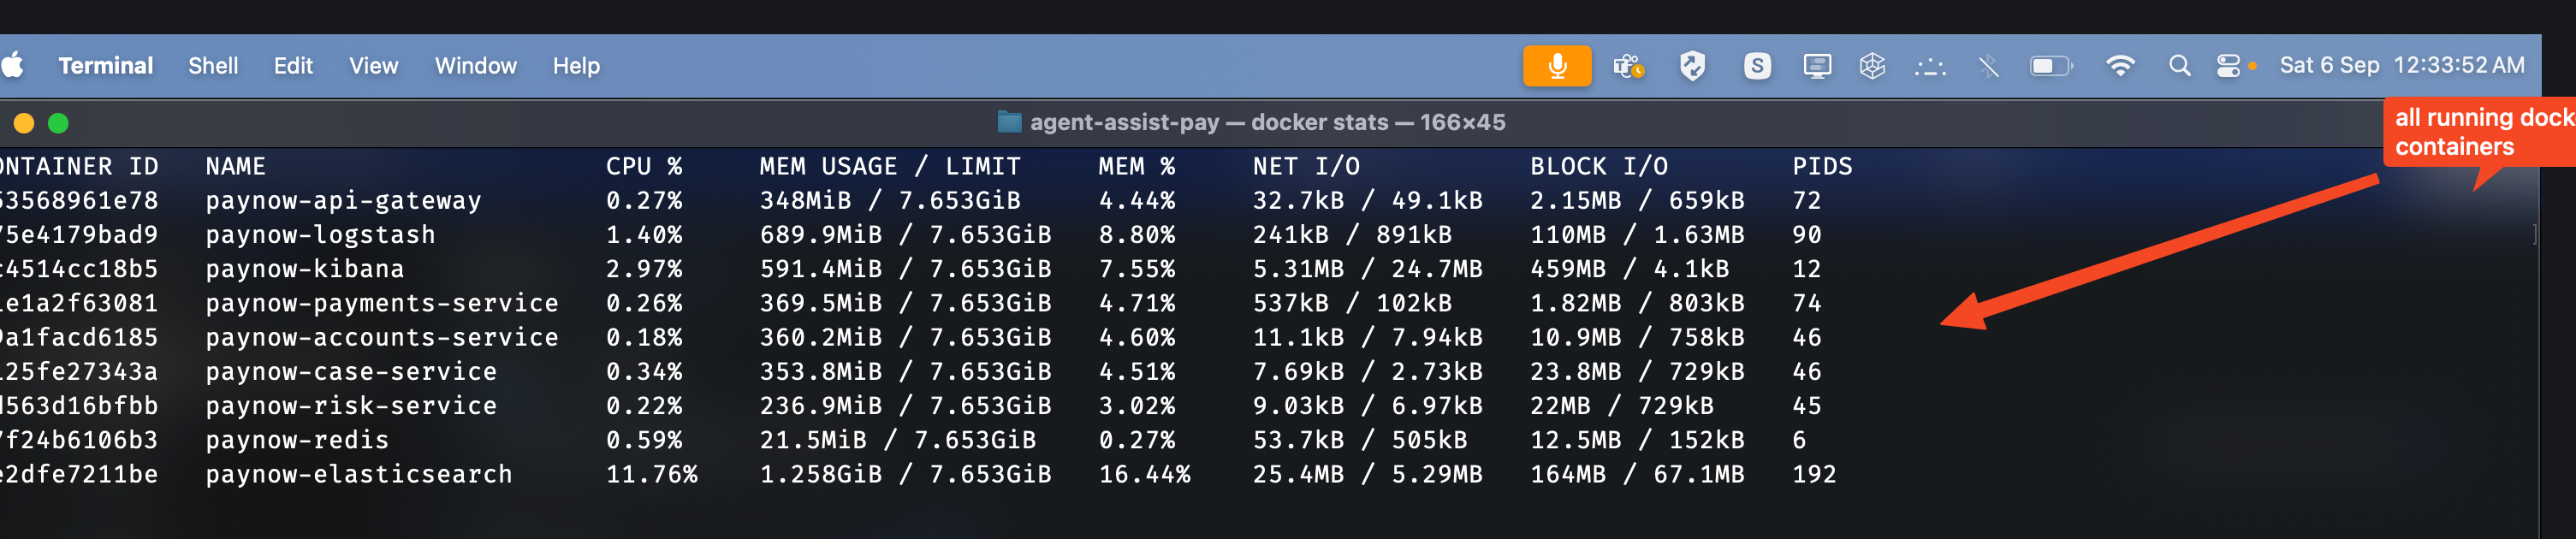 Terminal Shell Edit View Window Help S Sat 6 Sep 12:33:52 AM
agent-assist-pay — docker stats — 166×45
all running dock
containers
ONTAINER ID NAME CPU % MEM USAGE / LIMIT MEM % NET I/O BLOCK I/O PIDS
53568961e78 paynow-api-gateway 0.27% 348MiB / 7.653GiB 4.44% 32.7kB / 49.1kB 2.15MB / 659kB 72
75e4179bad9 paynow-logstash 1.40% 689.9MiB / 7.653GiB 8.80% 241kB / 891kB 110MB / 1.63MB 90
c4514cc18b5 paynow-kibana 2.97% 591.4MiB / 7.653GiB 7.55% 5.31MB / 24.7MB 459MB / 4.1kB 12
1e1a2f63081 paynow-payments-service 0.26% 369.5MiB / 7.653GiB 4.71% 537kB / 102kB 1.82MB / 803kB 74
9a1facd6185 paynow-accounts-service 0.18% 360.2MiB / 7.653GiB 4.60% 11.1kB / 7.94kB 10.9MB / 758kB 46
125fe27343a paynow-case-service 0.34% 353.8MiB / 7.653GiB 4.51% 7.69kB / 2.73kB 23.8MB / 729kB 46
d563d16bfbb paynow-risk-service 0.22% 236.9MiB / 7.653GiB 3.02% 9.03kB / 6.97kB 22MB / 729kB 45
7f24b6106b3 paynow-redis 0.59% 21.5MiB / 7.653GiB 0.27% 53.7kB / 505kB 12.5MB / 152kB 6
e2dfe7211be paynow-elasticsearch 11.76% 1.258GiB / 7.653GiB 16.44% 25.4MB / 5.29MB 164MB / 67.1MB 192